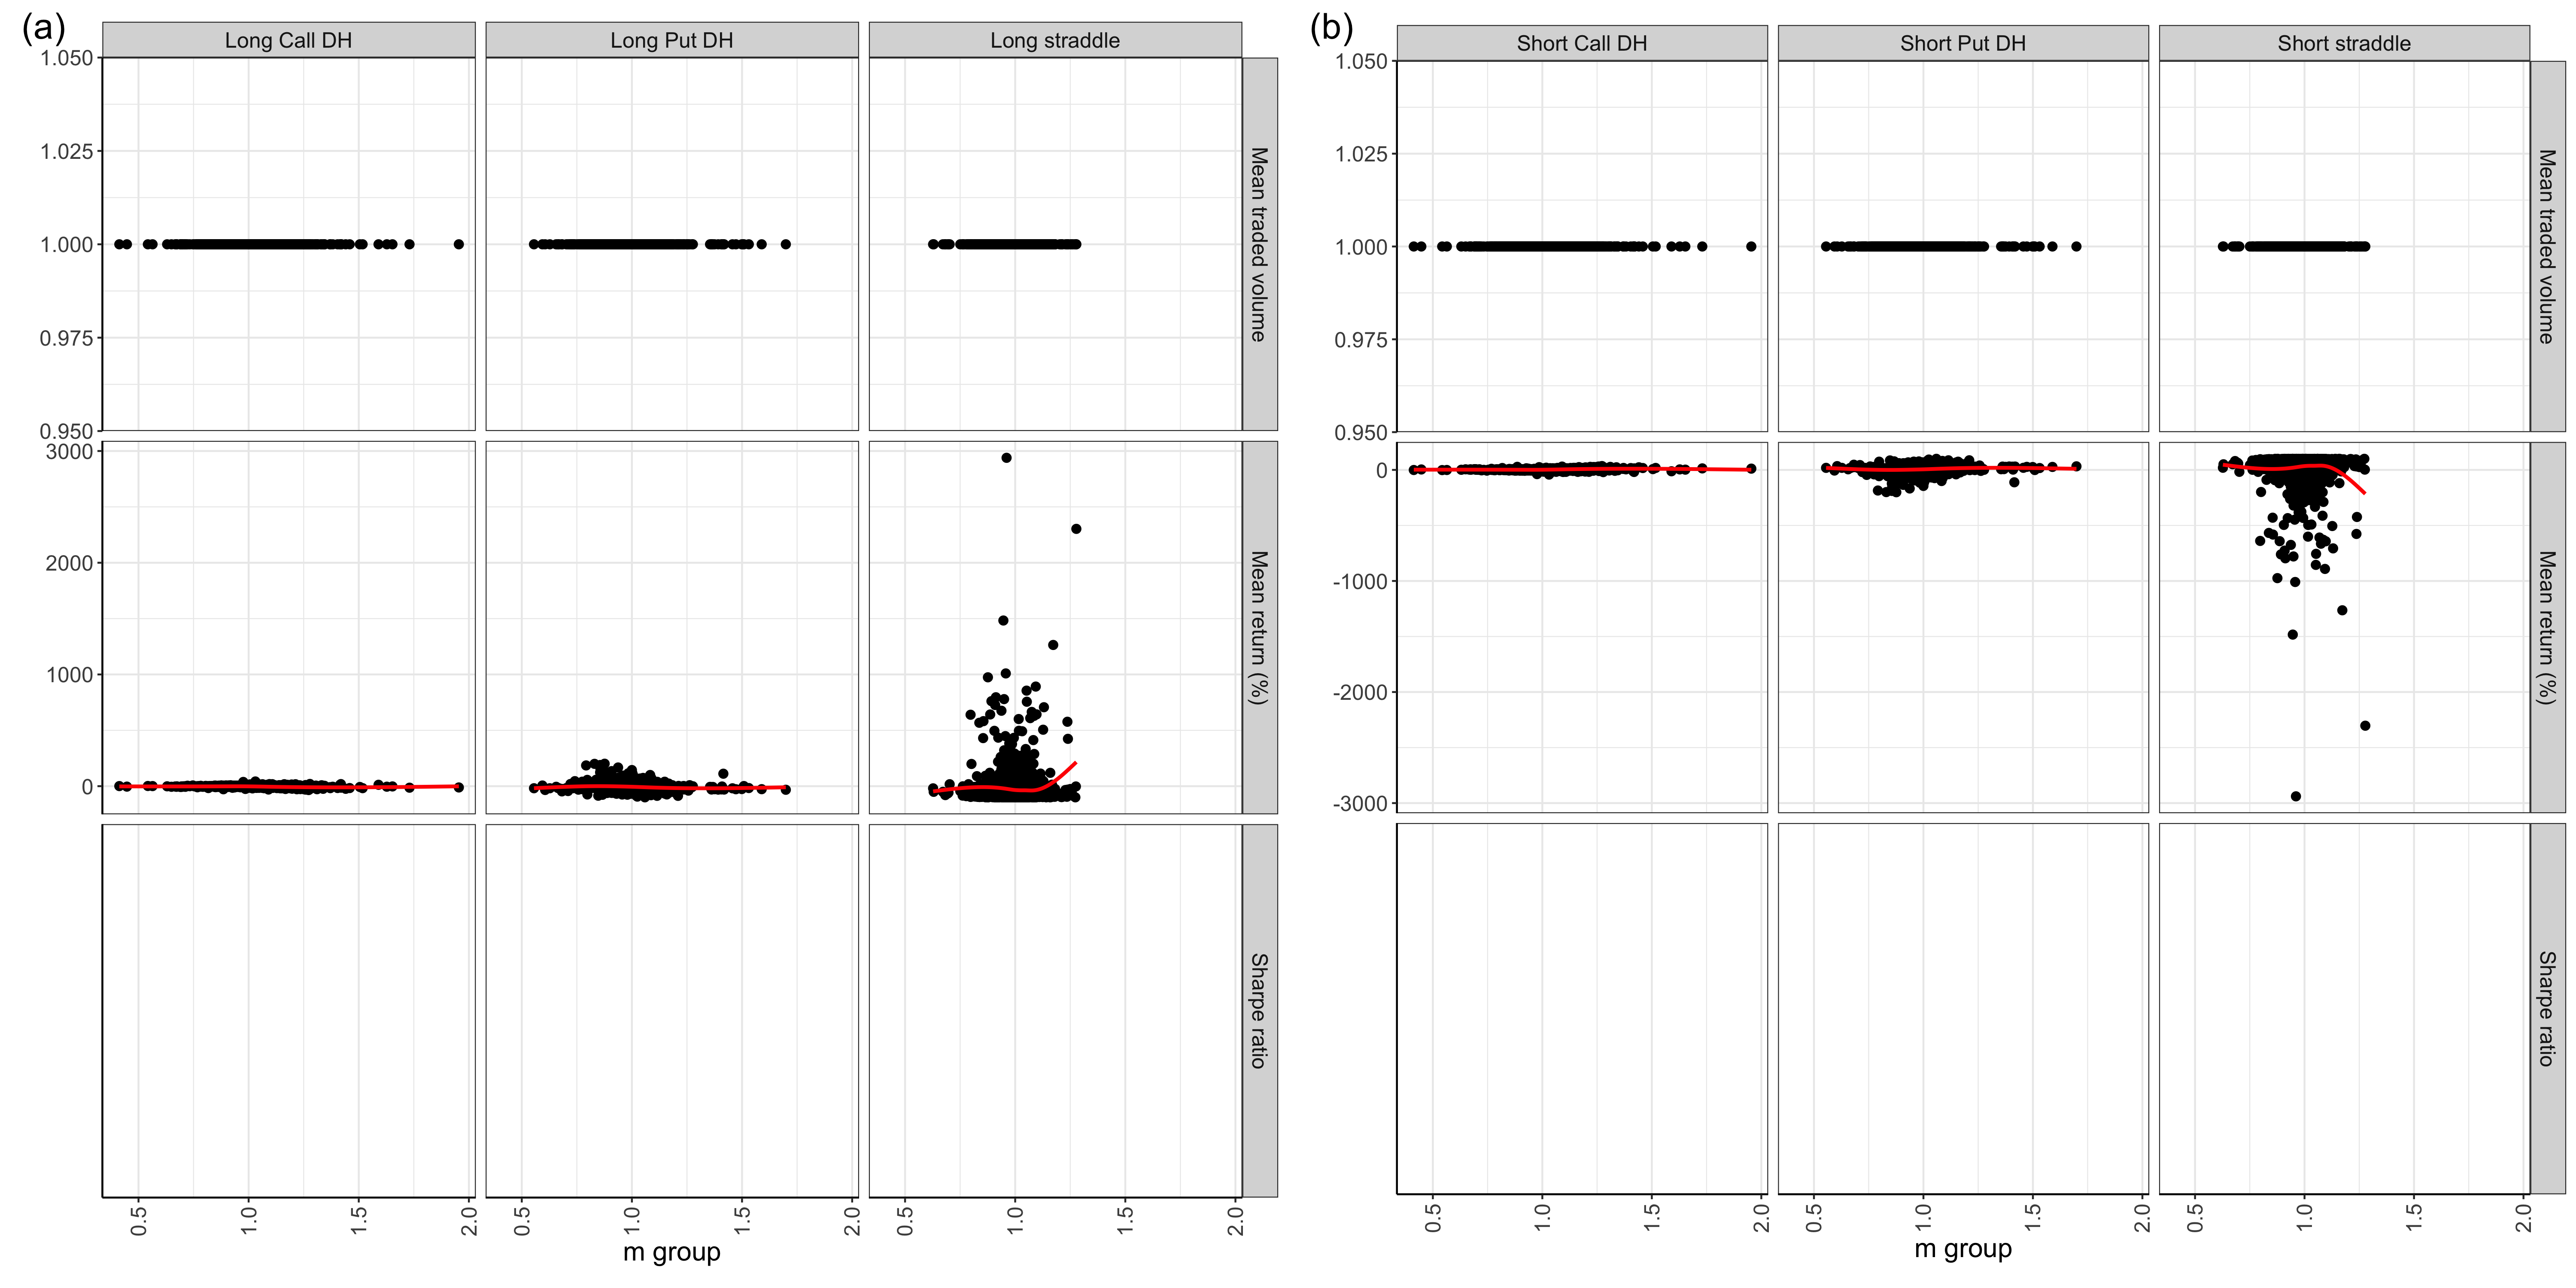 (a)
Long Call DH
Long Put DH
Long straddle
1.050
1.025
1.000
0.975
0.950
Mean traded volume
3000
2000
1000
0
Mean return (%)
Sharpe ratio
0.5 1.0 1.5 2.0
0.5 1.0 1.5 2.0
0.5 1.0 1.5 2.0
m group
(b)
Short Call DH
Short Put DH
Short straddle
1.050
1.025
1.000
0.975
0.950
Mean traded volume
0
-1000
-2000
-3000
Mean return (%)
Sharpe ratio
0.5 1.0 1.5 2.0
0.5 1.0 1.5 2.0
0.5 1.0 1.5 2.0
m group